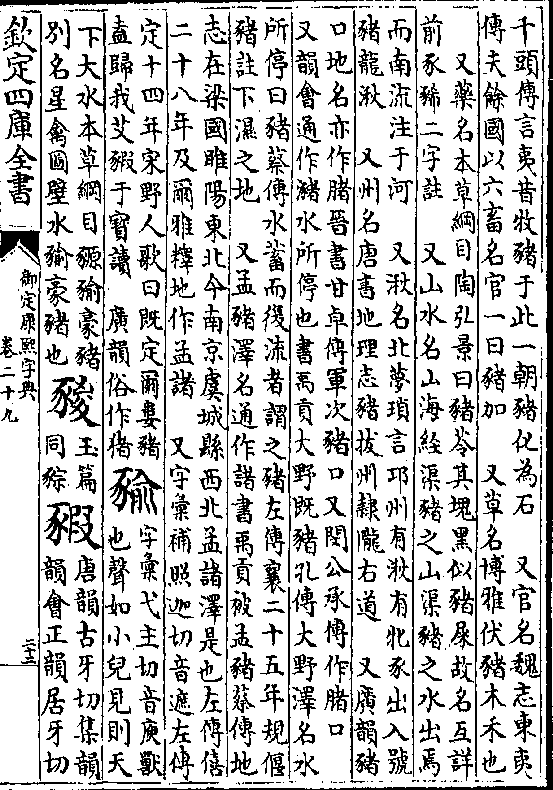 千頭傳言夷昔牧豬于此一朝豬化為石　又官名魏志東夷
傳夫餘國以六畜名官一曰豬加　又草名博雅伏豬木禾也
又藥名本草綱目陶弘景曰豬苓其塊黑似豬屎故名互詳
前豕豨二字註　又山水名山海經渠豬之山渠豬之水出焉
而南流注于河　又湫名北夢瑣言邛州有湫有牝豕出入號
豬龍湫　又州名唐書地理志豬拔州隸隴右道　又廣韻豬
口地名亦作腤晉書甘卓傳軍次豬口又閔公承傳作腤口
又韻會通作瀦水所停也書禹貢大野既豬孔傳大野澤名水
所停曰豬蔡傳水蓄而後流者謂之豬左傳襄二十五年規偃
豬註下濕之地　又孟豬澤名通作諸書禹貢被孟豬蔡傳地
志在梁國睢陽東北今南京虞城縣西北孟諸澤是也左傳僖
二十八年及爾雅釋地作孟諸　又字彙補照迦切音遮左傳
定十四年宋野人歌曰既定爾婁豬
盍歸我艾豭于寶讀　廣韻俗作猪
貐
字彙弋主切音庾獸
也聲如小兒見則天
下大水本草綱目豲貐豪豬
別名星禽圖壁水貐豪豬也
豵
玉篇
同綜
豭
唐韻古牙切集韻
韻會正韻居牙切
欽定四庫全書
御定康熙字典
卷二十九
二十三